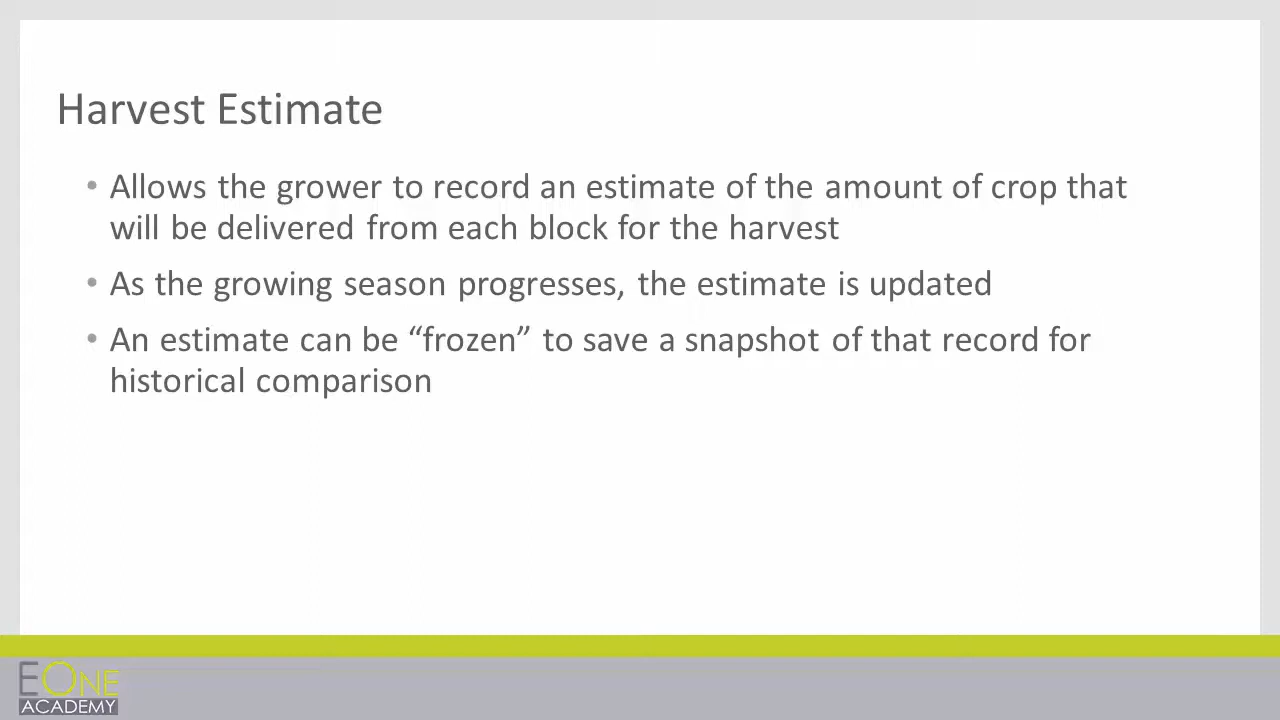 Harvest Estimate
• Allows the grower to record an estimate of the amount of crop that
will be delivered from each block for the harvest
• As the growing season progresses, the estimate is updated
• An estimate can be “frozen” to save a snapshot of that record for
historical comparison
EONE
ACADEMY